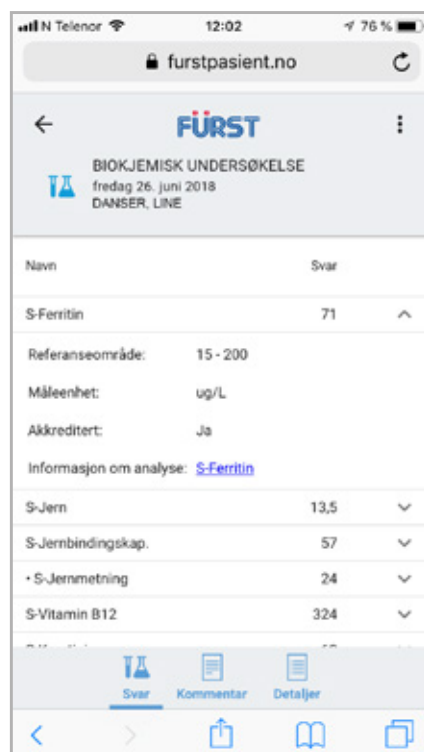 N Telenor 12:02 76 %
furstpasient.no
FÜRST
BIOKJEMISK UNDERSØKELSE
fredag 26. juni 2018
DANSER, LINE
Navn Svar
S-Ferritin 71
Referanseområde: 15 - 200
Måleenhet: ug/L
Akkreditert: Ja
Informasjon om analyse: S-Ferritin
S-Jern 13,5
S-Jernbindingskap. 57
• S-Jernmetning 24
S-Vitamin B12 324
Svar Kommentar Detaljer